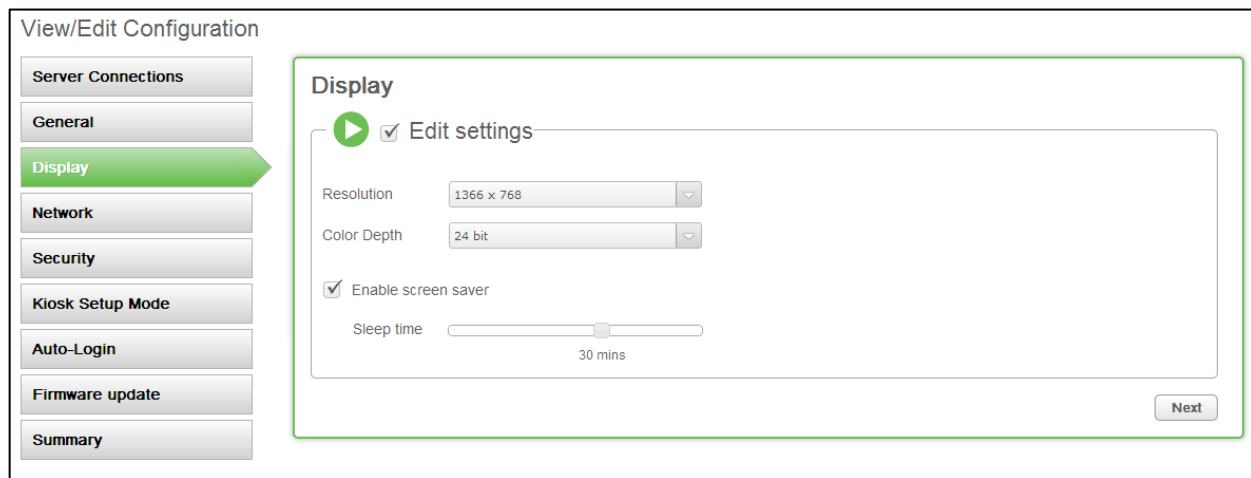 View/Edit Configuration
Server Connections
General
Display
Network
Security
Kiosk Setup Mode
Auto-Login
Firmware update
Summary
Display
Edit settings
Resolution 1366 x 768
Color Depth 24 bit
Enable screen saver
Sleep time
30 mins
Next